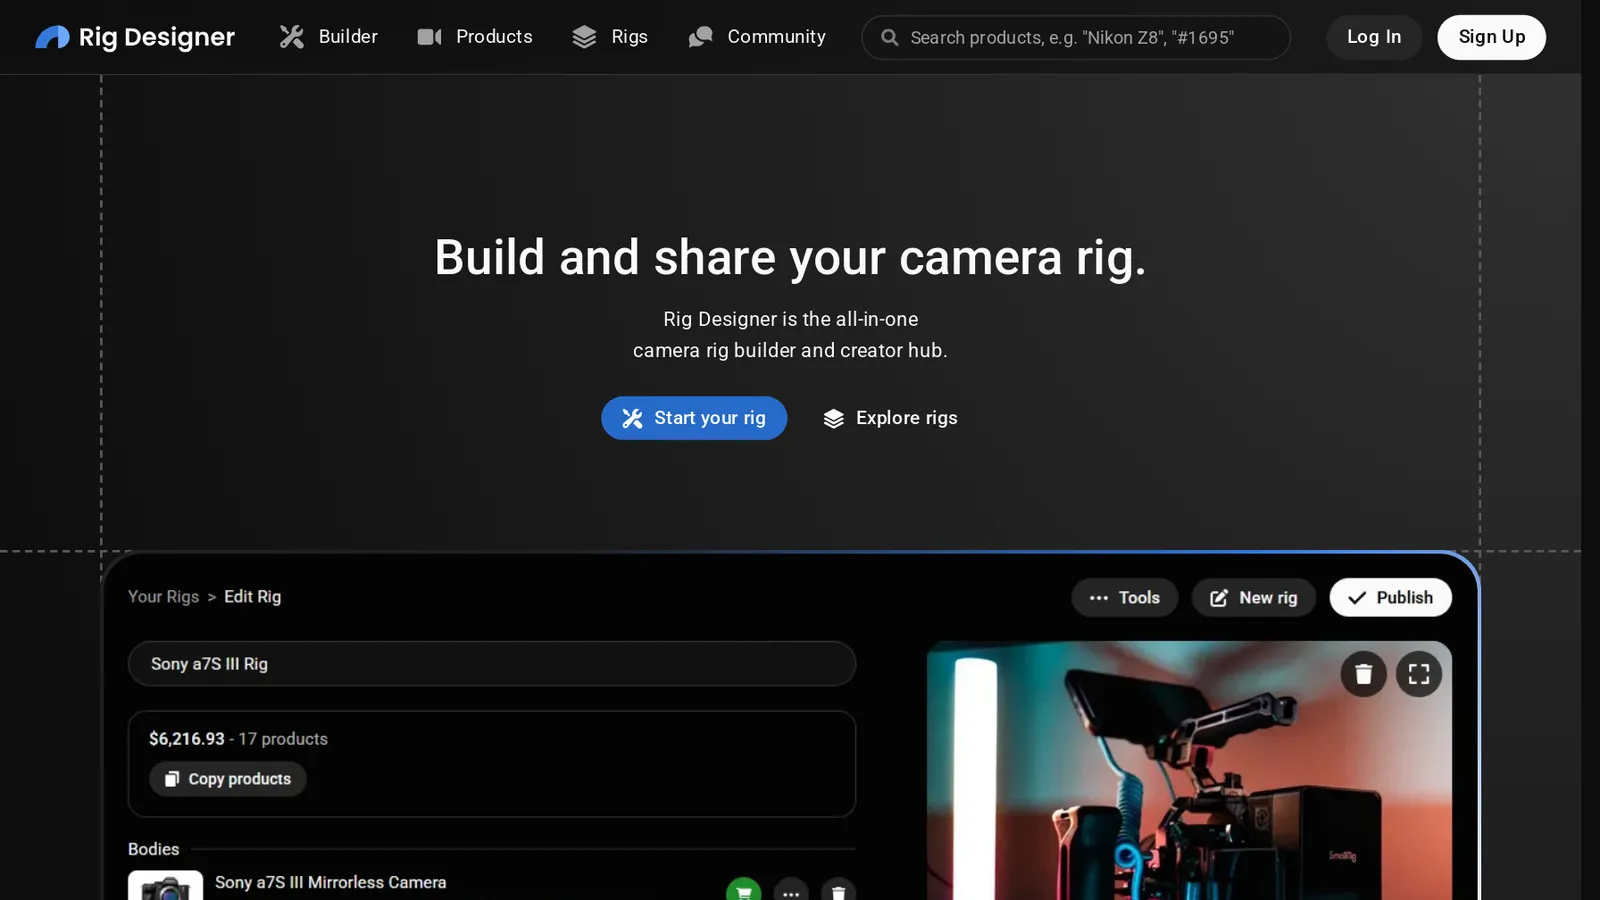 Rig Designer
Builder
Products
Rigs
Community
Search products, e.g. "Nikon Z8", "#1695"
Log In
Sign Up
Build and share your camera rig.
Rig Designer is the all-in-one
camera rig builder and creator hub.
Start your rig
Explore rigs
Your Rigs > Edit Rig
Tools
New rig
Publish
Sony a7S III Rig
$6,216.93 - 17 products
Copy products
Bodies
Sony a7S III Mirrorless Camera
SmallRig